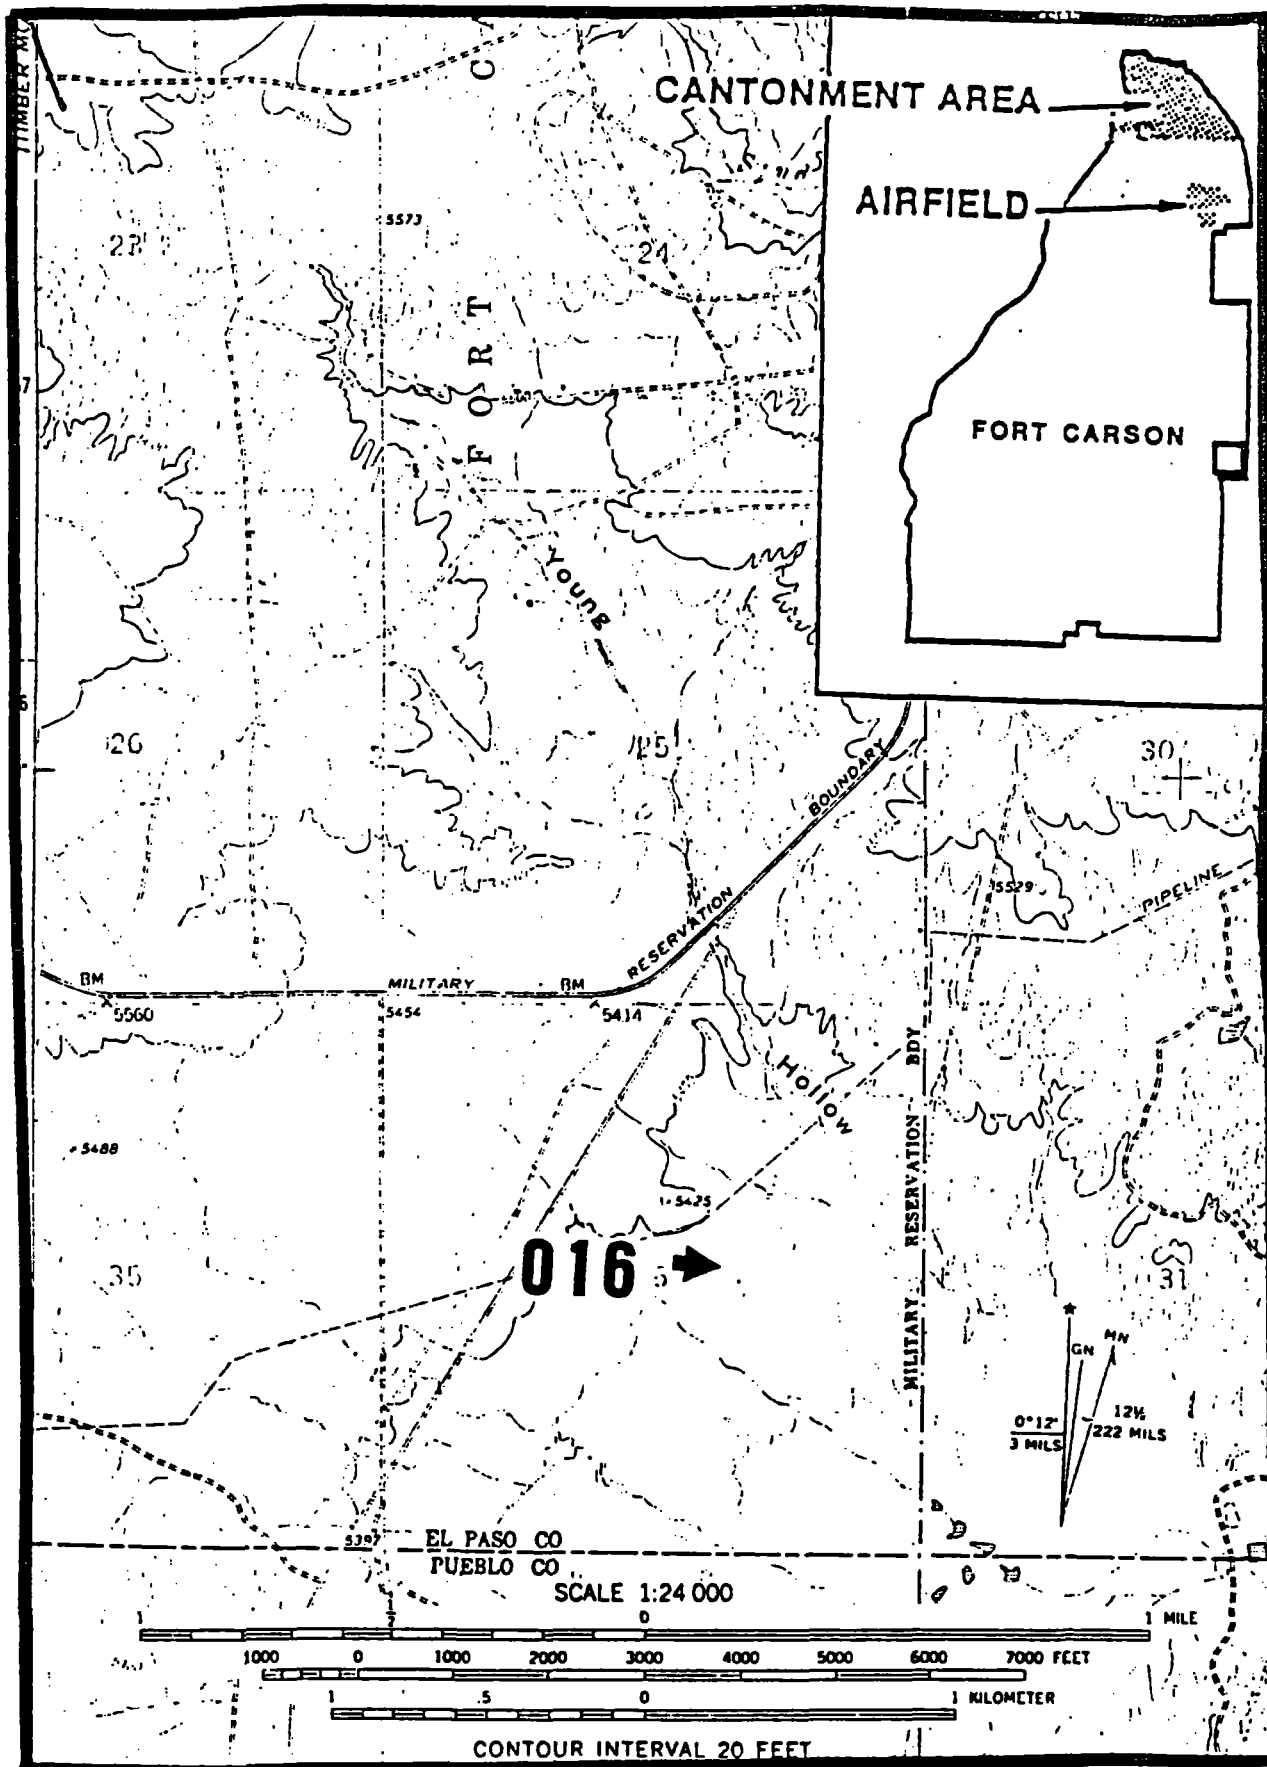 CANTONMENT AREA
AIRFIELD
FORT CARSON
FORT C
5573
24
Young
26
30
BOUNDARY
RESERVATION
MILITARY
BM
BM
5560
5454
5414
5529
PIPELINE
Hollow
5488
5425
MILITARY RESERVATION BDY
35
016
31
GN
MN
0°12'
3 MILS
12½
222 MILS
5397
EL PASO CO
PUEBLO CO
SCALE 1:24 000
1 0 1 MILE
1000 0 1000 2000 3000 4000 5000 6000 7000 FEET
1 .5 0 1 KILOMETER
CONTOUR INTERVAL 20 FEET